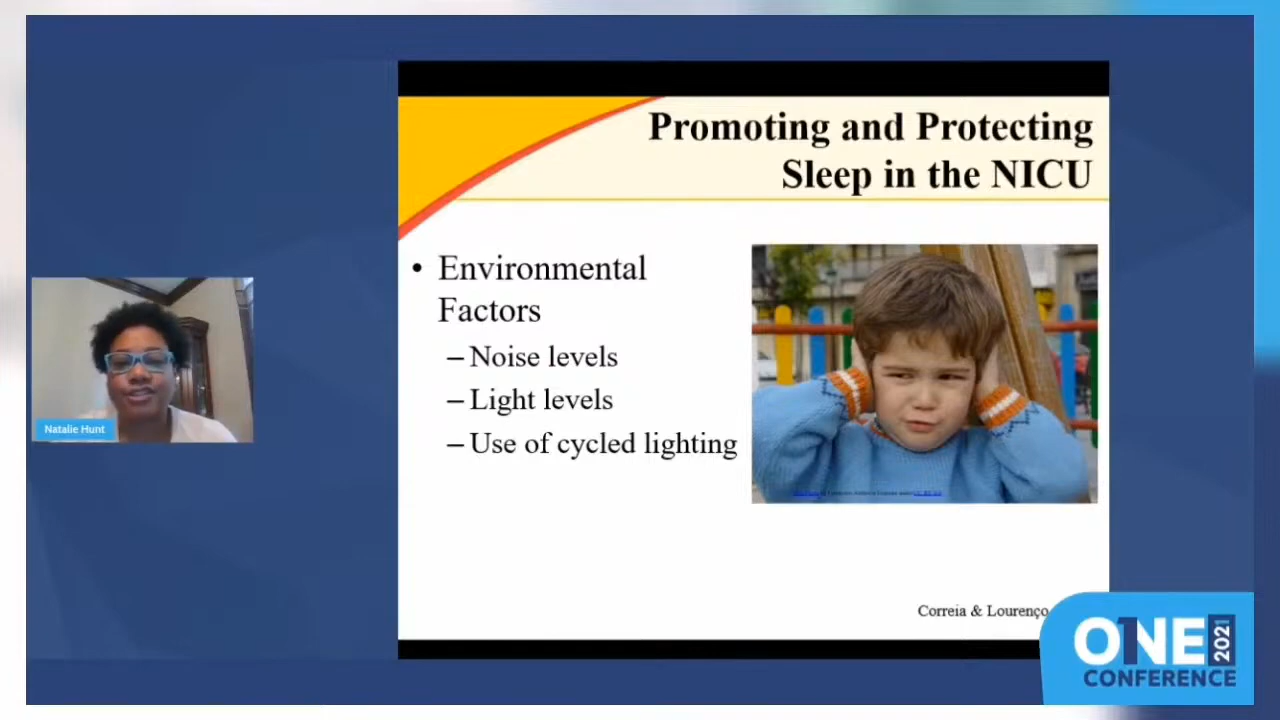 Promoting and Protecting
Sleep in the NICU
• Environmental
Factors
– Noise levels
– Light levels
– Use of cycled lighting
Natalie Hunt
Correia & Lourenço
ONE 2021
CONFERENCE